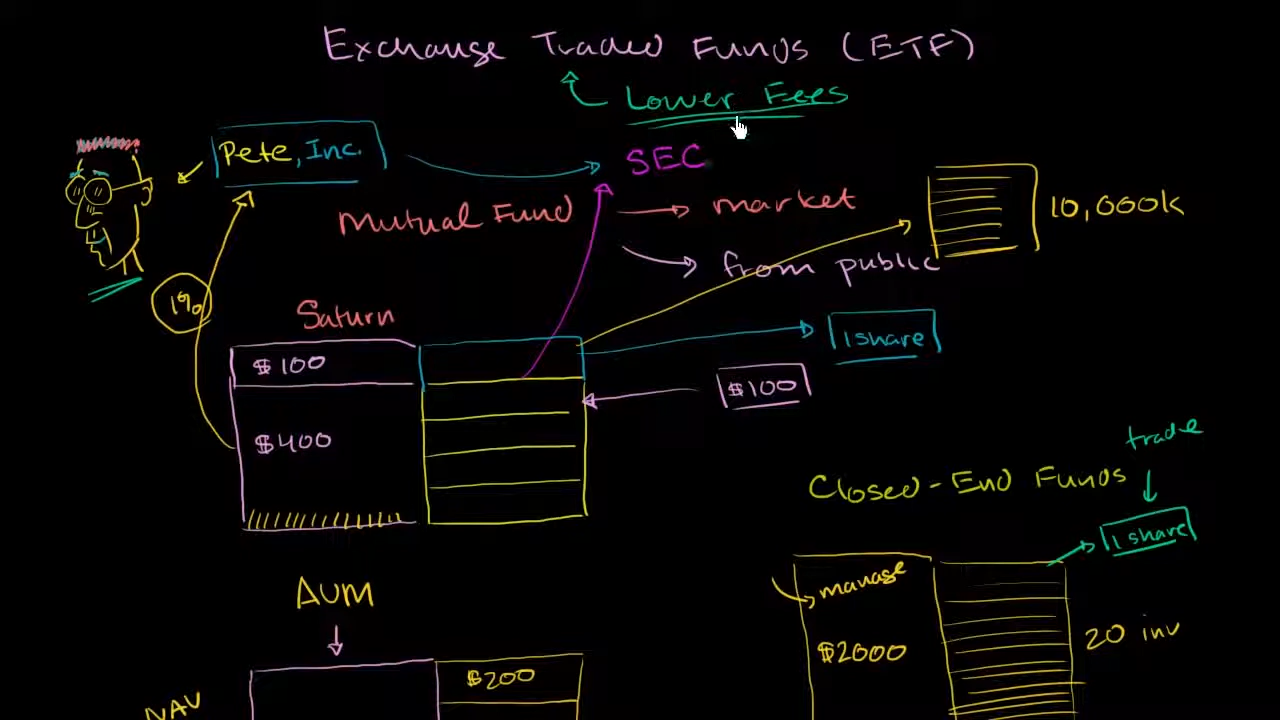 Exchange Traded Funds (ETF)
Lower Fees
Pete, Inc.
SEC
Mutual Fund
market
10,000k
from public
1%
Saturn
1 share
$100
$100
$400
trade
Closed-End Funds
1 share
AUM
manage
$2000
20 inv
$200
NAV